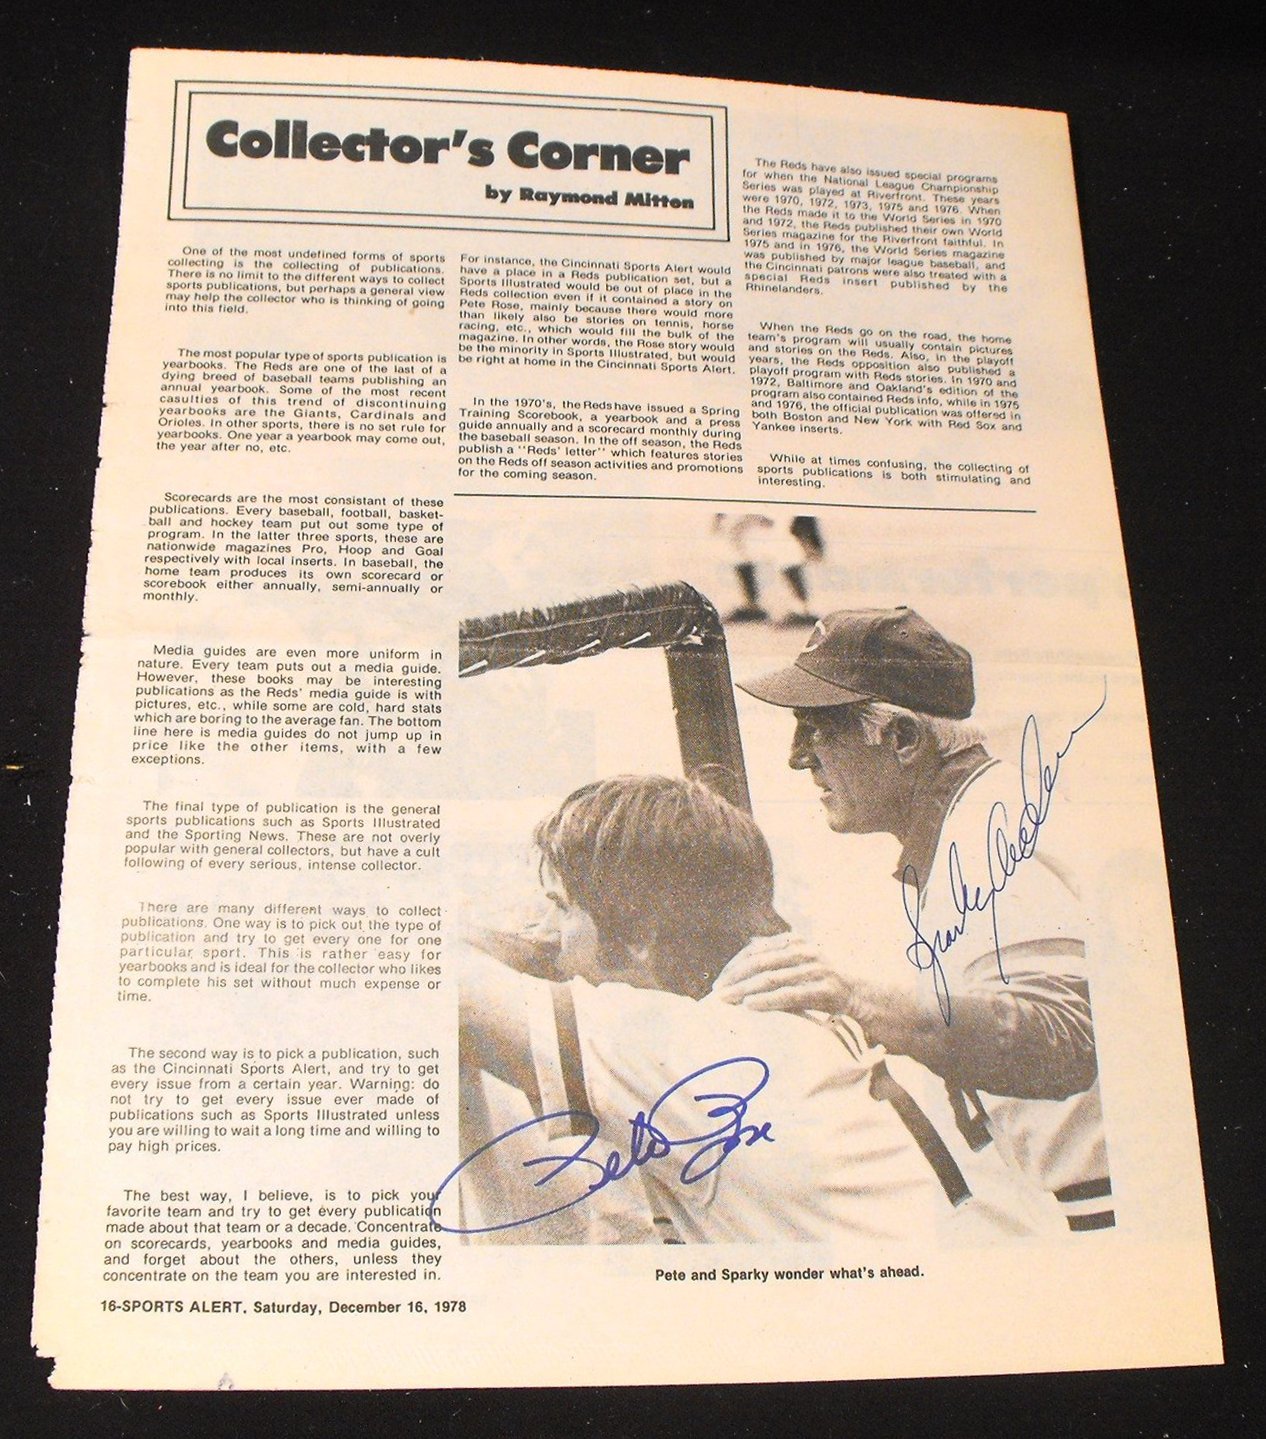 Collector's Corner
by Raymond Mitten
One of the most undefined forms of sports
collecting is the collecting of publications.
There is no limit to the different ways to collect
sports publications, but perhaps a general view
may help the collector who is thinking of going
into this field.
The most popular type of sports publication is
yearbooks. The Reds are one of the last of a
dying breed of baseball teams publishing an
annual yearbook. Some of the most recent
casulties of this trend of discontinuing
yearbooks are the Giants, Cardinals and
Orioles. In other sports, there is no set rule for
yearbooks. One year a yearbook may come out,
the year after no, etc.
Scorecards are the most consistant of these
publications. Every baseball, football, basket-
ball and hockey team put out some type of
program. In the latter three sports, these are
nationwide magazines Pro, Hoop and Goal
respectively with local inserts. In baseball, the
home team produces its own scorecard or
scorebook either annually, semi-annually or
monthly.
Media guides are even more uniform in
nature. Every team puts out a media guide.
However, these books may be interesting
publications as the Reds' media guide is with
pictures, etc., while some are cold, hard stats
which are boring to the average fan. The bottom
line here is media guides do not jump up in
price like the other items, with a few
exceptions.
The final type of publication is the general
sports publications such as Sports Illustrated
and the Sporting News. These are not overly
popular with general collectors, but have a cult
following of every serious, intense collector.
There are many different ways to collect
publications. One way is to pick out the type of
publication and try to get every one for one
particular sport. This is rather easy for
yearbooks and is ideal for the collector who likes
to complete his set without much expense or
time.
The second way is to pick a publication, such
as the Cincinnati Sports Alert, and try to get
every issue from a certain year. Warning: do
not try to get every issue ever made of
publications such as Sports Illustrated unless
you are willing to wait a long time and willing to
pay high prices.
The best way, I believe, is to pick your
favorite team and try to get every publication
made about that team or a decade. Concentrate
on scorecards, yearbooks and media guides,
and forget about the others, unless they
concentrate on the team you are interested in.
For instance, the Cincinnati Sports Alert would
have a place in a Reds publication set, but a
Sports Illustrated would be out of place in the
Reds collection even if it contained a story on
Pete Rose, mainly because there would more
than likely also be stories on tennis, horse
racing, etc., which would fill the bulk of the
magazine. In other words, the Rose story would
be the minority in Sports Illustrated, but would
be right at home in the Cincinnati Sports Alert.
In the 1970's, the Reds have issued a Spring
Training Scorebook, a yearbook and a press
guide annually and a scorecard monthly during
the baseball season. In the off season, the Reds
publish a "Reds' letter" which features stories
on the Reds off season activities and promotions
for the coming season.
The Reds have also issued special programs
for when the National League Championship
Series was played at Riverfront. These years
were 1970, 1972, 1973, 1975 and 1976. When
the Reds made it to the World Series in 1970
and 1972, the Reds published their own World
Series magazine for the Riverfront faithful. In
1975 and in 1976, the World Series magazine
was published by major league baseball, and
the Cincinnati patrons were also treated with a
special Reds insert published by the
Rhinelanders.
When the Reds go on the road, the home
team's program will usually contain pictures
and stories on the Reds. Also, in the playoff
years, the Reds opposition also published a
playoff program with Reds stories. In 1970 and
1972, Baltimore and Oakland's edition of the
program also contained Reds info, while in 1975
and 1976, the official publication was offered in
both Boston and New York with Red Sox and
Yankee inserts.
While at times confusing, the collecting of
sports publications is both stimulating and
interesting.
Sparky Anderson
Pete Rose
Pete and Sparky wonder what's ahead.
16-SPORTS ALERT, Saturday, December 16, 1978